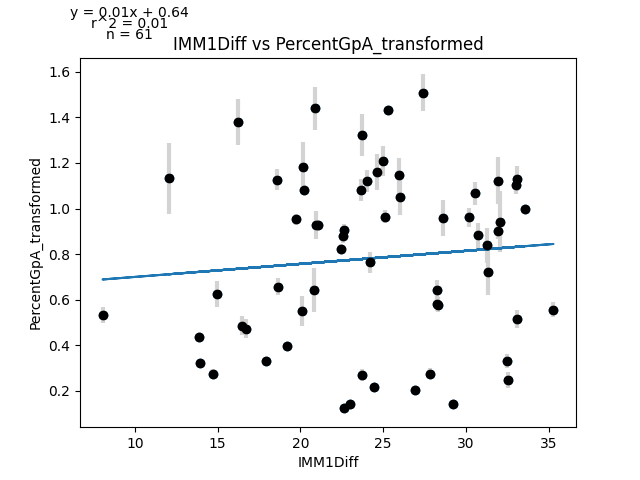 y = 0.01x + 0.64
r^2 = 0.01
n = 61
IMM1Diff vs PercentGpA_transformed
1.6
1.4
1.2
1.0
0.8
0.6
0.4
0.2
PercentGpA_transformed
10 15 20 25 30 35
IMM1Diff